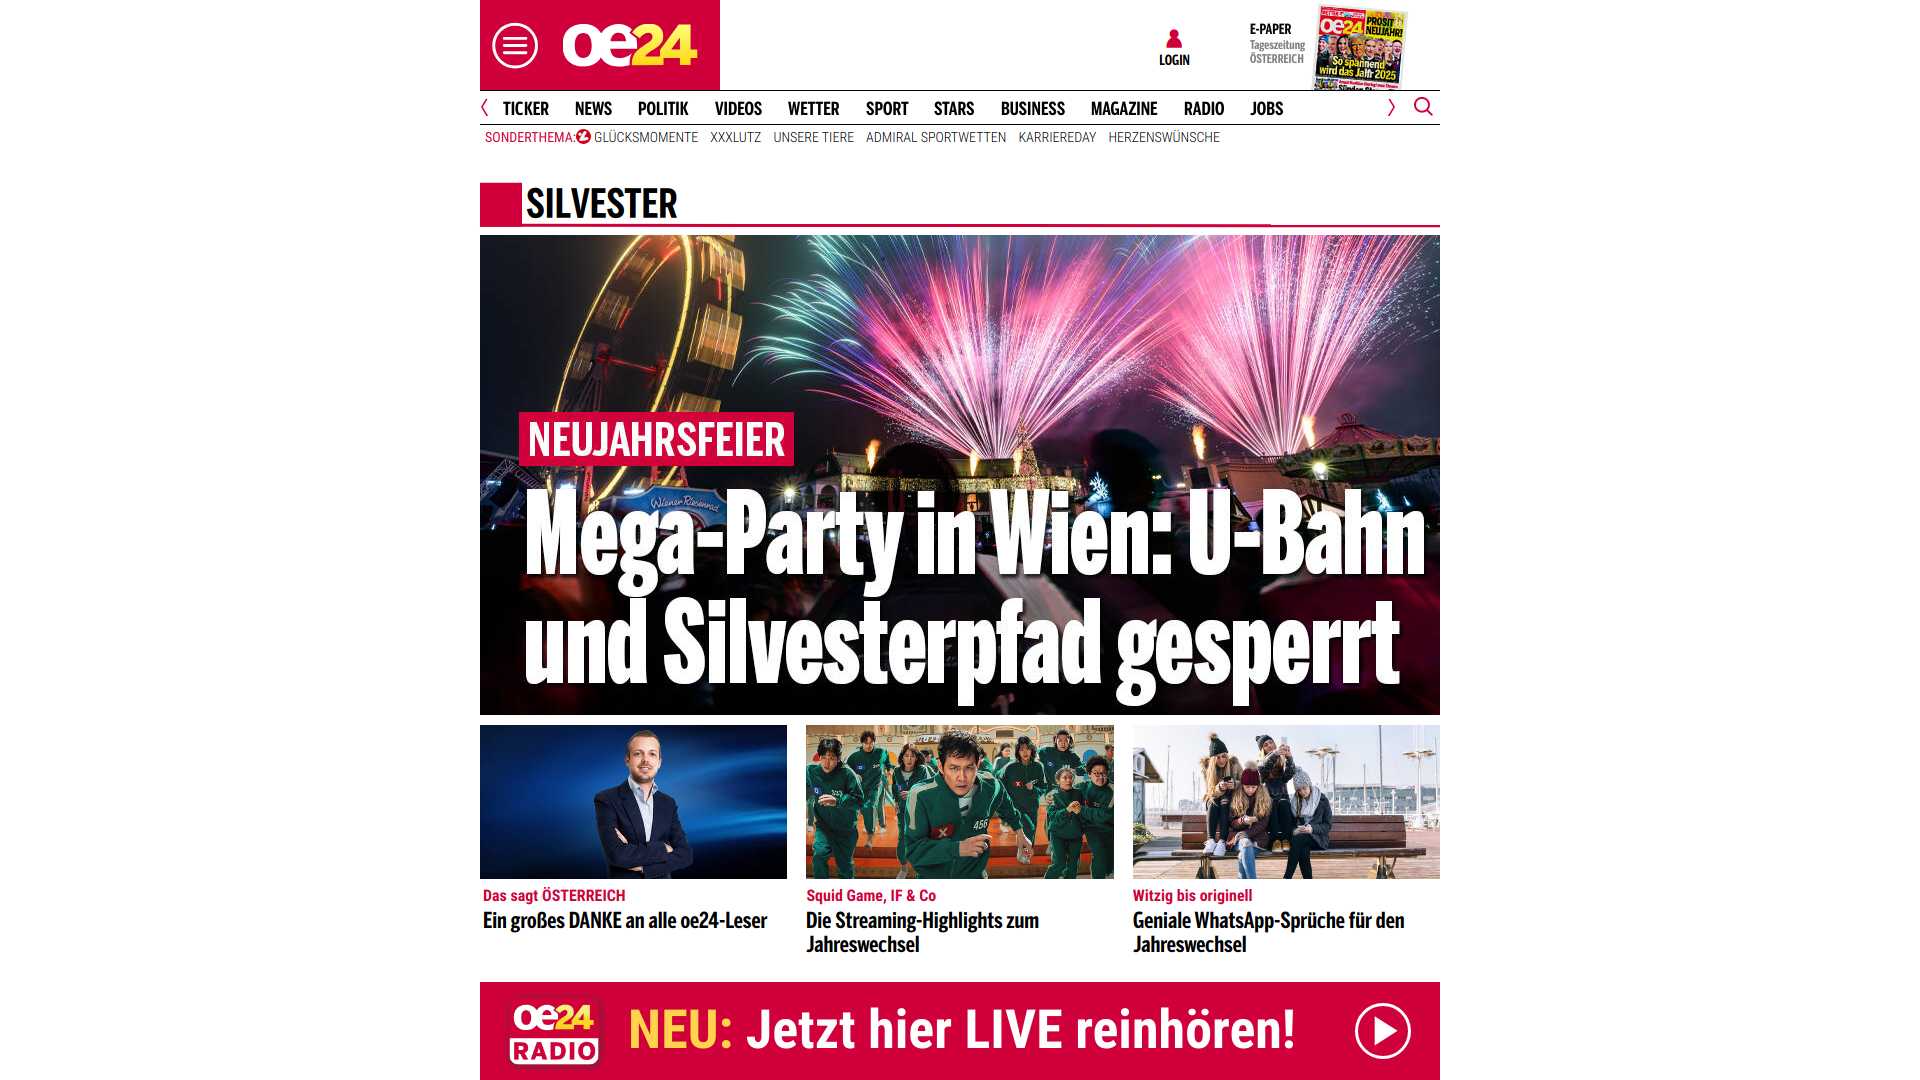 oe24
LOGIN
E-PAPER
Tageszeitung
ÖSTERREICH
oe24
PROSIT
NEUJAHR!
So spannend
wird das Jahr 2025
TICKER NEWS POLITIK VIDEOS WETTER SPORT STARS BUSINESS MAGAZINE RADIO JOBS
SONDERTHEMA: GLÜCKSMOMENTE XXXLUTZ UNSERE TIERE ADMIRAL SPORTWETTEN KARRIEREDAY HERZENSWÜNSCHE
SILVESTER
Wiener Riesenrad
NEUJAHRSFEIER
Mega-Party in Wien: U-Bahn
und Silvesterpfad gesperrt
456
Das sagt ÖSTERREICH
Ein großes DANKE an alle oe24-Leser
Squid Game, IF & Co
Die Streaming-Highlights zum
Jahreswechsel
Witzig bis originell
Geniale WhatsApp-Sprüche für den
Jahreswechsel
oe24
RADIO
NEU: Jetzt hier LIVE reinhören!